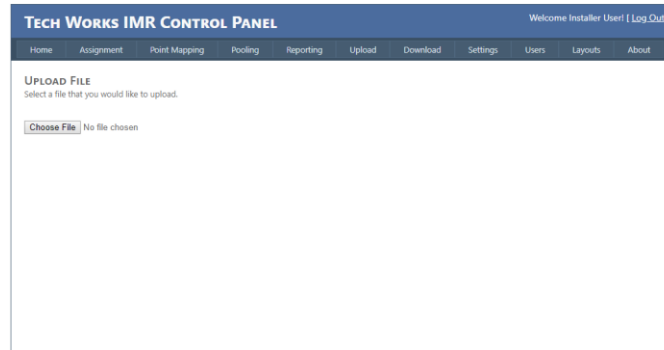 Tech Works IMR Control Panel
Welcome Installer User! [ Log Out
Home Assignment Point Mapping Pooling Reporting Upload Download Settings Users Layouts About
Upload File
Select a file that you would like to upload.
Choose File No file chosen